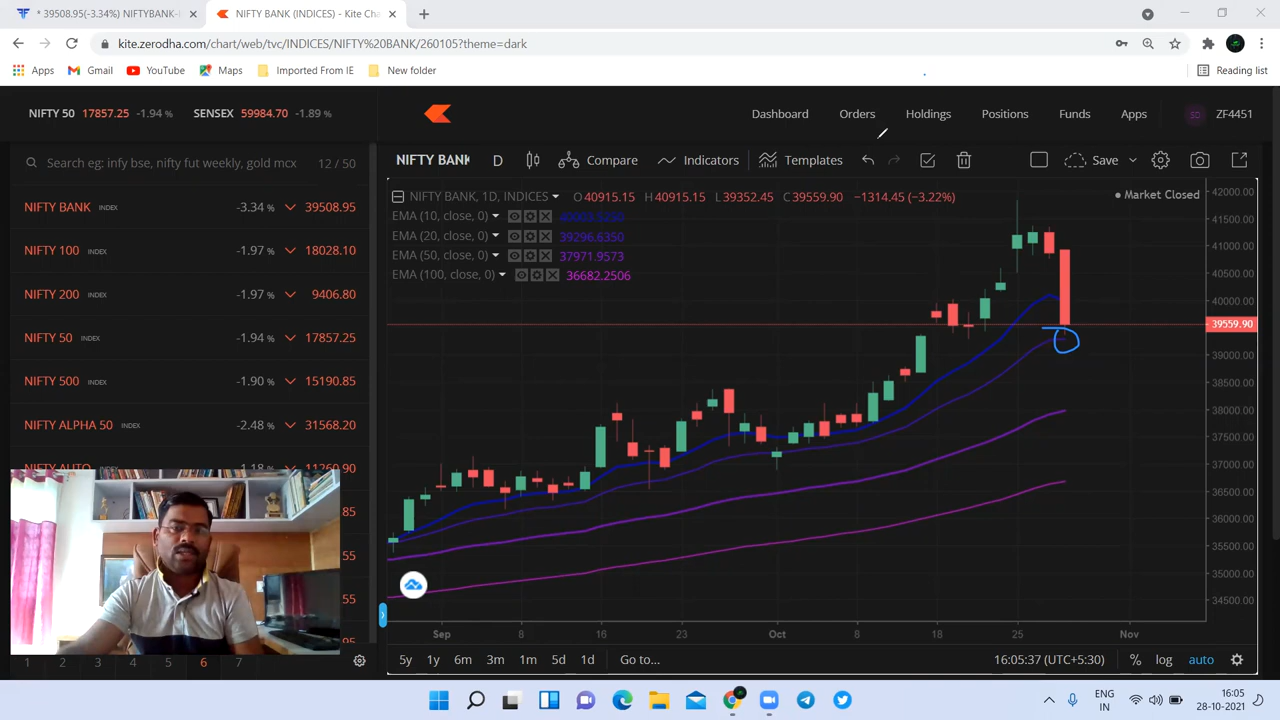 * 39508.95(-3.34%) NIFTYBANK-
NIFTY BANK (INDICES) - Kite Cha
kite.zerodha.com/chart/web/tvc/INDICES/NIFTY%20BANK/260105?theme=dark
Apps Gmail YouTube Maps Imported From IE New folder Reading list
NIFTY 50 17857.25 -1.94 % SENSEX 59984.70 -1.89 %
Dashboard Orders Holdings Positions Funds Apps SD ZF4451
Search eg: infy bse, nifty fut weekly, gold mcx 12 / 50
NIFTY BANK D Compare Indicators Templates Save
NIFTY BANK INDEX -3.34 % 39508.95
NIFTY 100 INDEX -1.97 % 18028.10
NIFTY 200 INDEX -1.97 % 9406.80
NIFTY 50 INDEX -1.94 % 17857.25
NIFTY 500 INDEX -1.90 % 15190.85
NIFTY ALPHA 50 INDEX -2.48 % 31568.20
NIFTY AUTO INDEX -1.18 % 11260.90
85
55
55
95
1 2 3 4 5 6 7
NIFTY BANK, 1D, INDICES O40915.15 H40915.15 L39352.45 C39559.90 −1314.45 (−3.22%)
Market Closed
EMA (10, close, 0)
EMA (20, close, 0) 39296.6350
EMA (50, close, 0) 37971.9573
EMA (100, close, 0) 36682.2506
42000.00
41500.00
41000.00
40500.00
40000.00
39559.90
39000.00
38500.00
38000.00
37500.00
37000.00
36500.00
36000.00
35500.00
35000.00
34500.00
Sep 8 16 23 Oct 8 18 25 Nov
5y 1y 6m 3m 1m 5d 1d Go to... 16:05:37 (UTC+5:30) % log auto
ENG
IN
16:05
28-10-2021